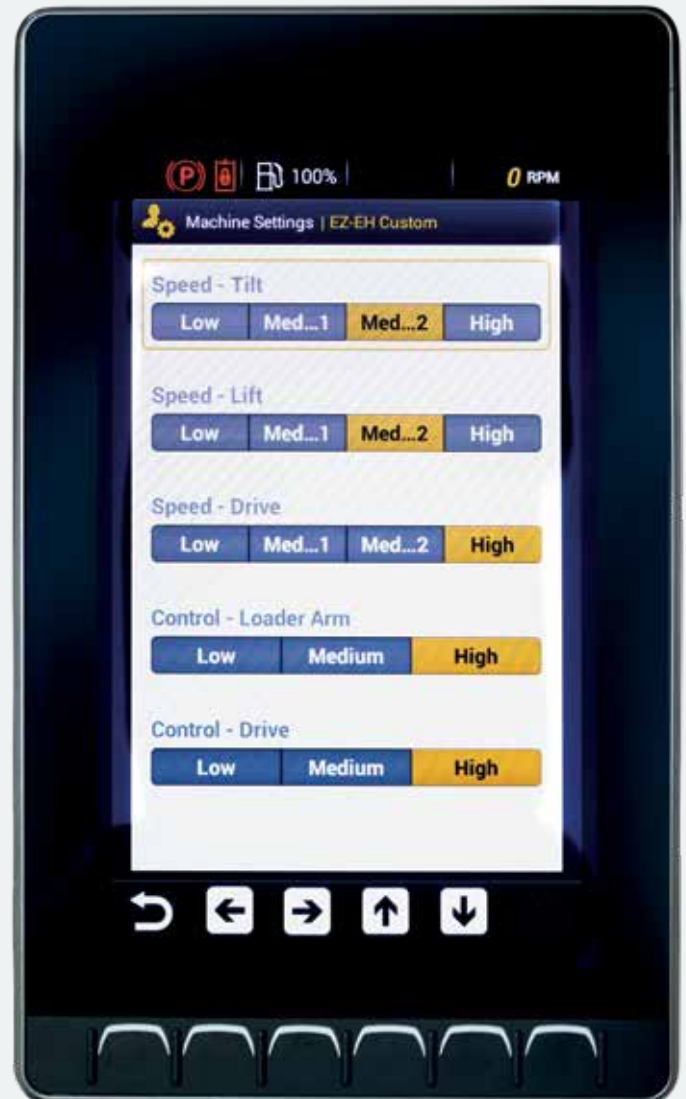 (P) 100% 0 RPM
Machine Settings | EZ-EH Custom
Speed - Tilt
Low Med...1 Med...2 High
Speed - Lift
Low Med...1 Med...2 High
Speed - Drive
Low Med...1 Med...2 High
Control - Loader Arm
Low Medium High
Control - Drive
Low Medium High